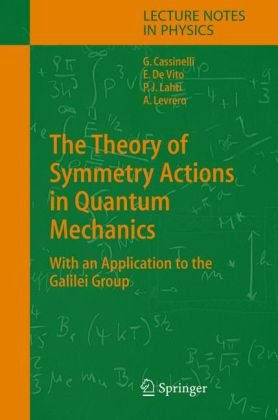 LECTURE NOTES
IN PHYSICS
G. Cassinelli
E. De Vito
P. J. Lahti
A. Levrero
The Theory of
Symmetry Actions
in Quantum
Mechanics
With an Application to the
Galilei Group
Springer